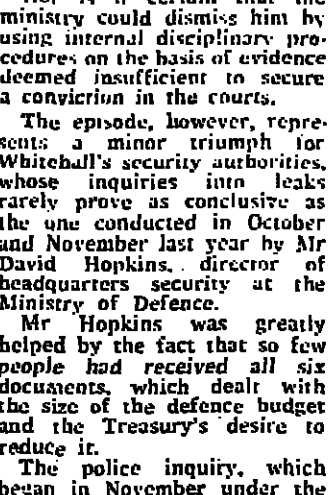 certain that the
ministry could dismiss him by
using internal disciplinary pro-
cedures on the basis of evidence
deemed insufficient to secure
a conviction in the courts.
The episode, however, repre-
sents a minor triumph for
Whitehall's security authorities,
whose inquiries into leaks
rarely prove as conclusive as
the one conducted in October
and November last year by Mr
David Hopkins, director of
headquarters security at the
Ministry of Defence.
Mr Hopkins was greatly
helped by the fact that so few
people had received all six
documents, which dealt with
the size of the defence budget
and the Treasury's desire to
reduce it.
The police inquiry, which
began in November under the